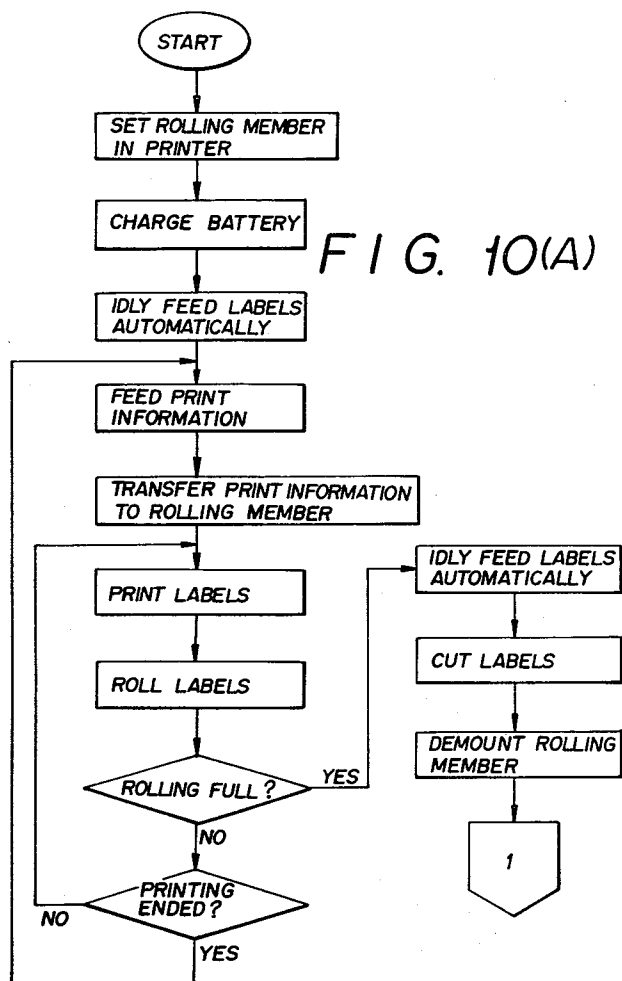 START
SET ROLLING MEMBER
IN PRINTER
CHARGE BATTERY
FIG. 10(A)
IDLY FEED LABELS
AUTOMATICALLY
FEED PRINT
INFORMATION
TRANSFER PRINT INFORMATION
TO ROLLING MEMBER
PRINT LABELS
ROLL LABELS
ROLLING FULL?
YES
NO
PRINTING
ENDED?
NO
YES
IDLY FEED LABELS
AUTOMATICALLY
CUT LABELS
DEMOUNT ROLLING
MEMBER
1